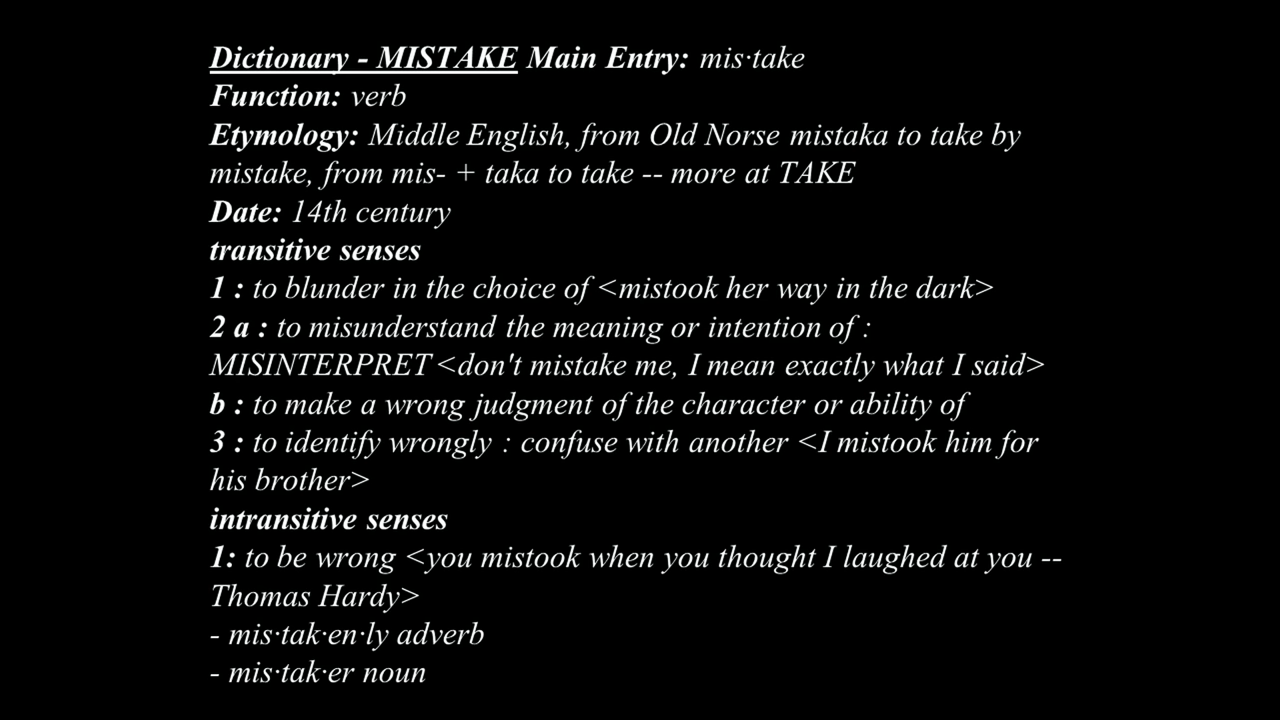 Dictionary - MISTAKE Main Entry: mis·take
Function: verb
Etymology: Middle English, from Old Norse mistaka to take by
mistake, from mis- + taka to take -- more at TAKE
Date: 14th century
transitive senses
1 : to blunder in the choice of <mistook her way in the dark>
2 a : to misunderstand the meaning or intention of :
MISINTERPRET <don't mistake me, I mean exactly what I said>
b : to make a wrong judgment of the character or ability of
3 : to identify wrongly : confuse with another <I mistook him for
his brother>
intransitive senses
1: to be wrong <you mistook when you thought I laughed at you --
Thomas Hardy>
- mis·tak·en·ly adverb
- mis·tak·er noun